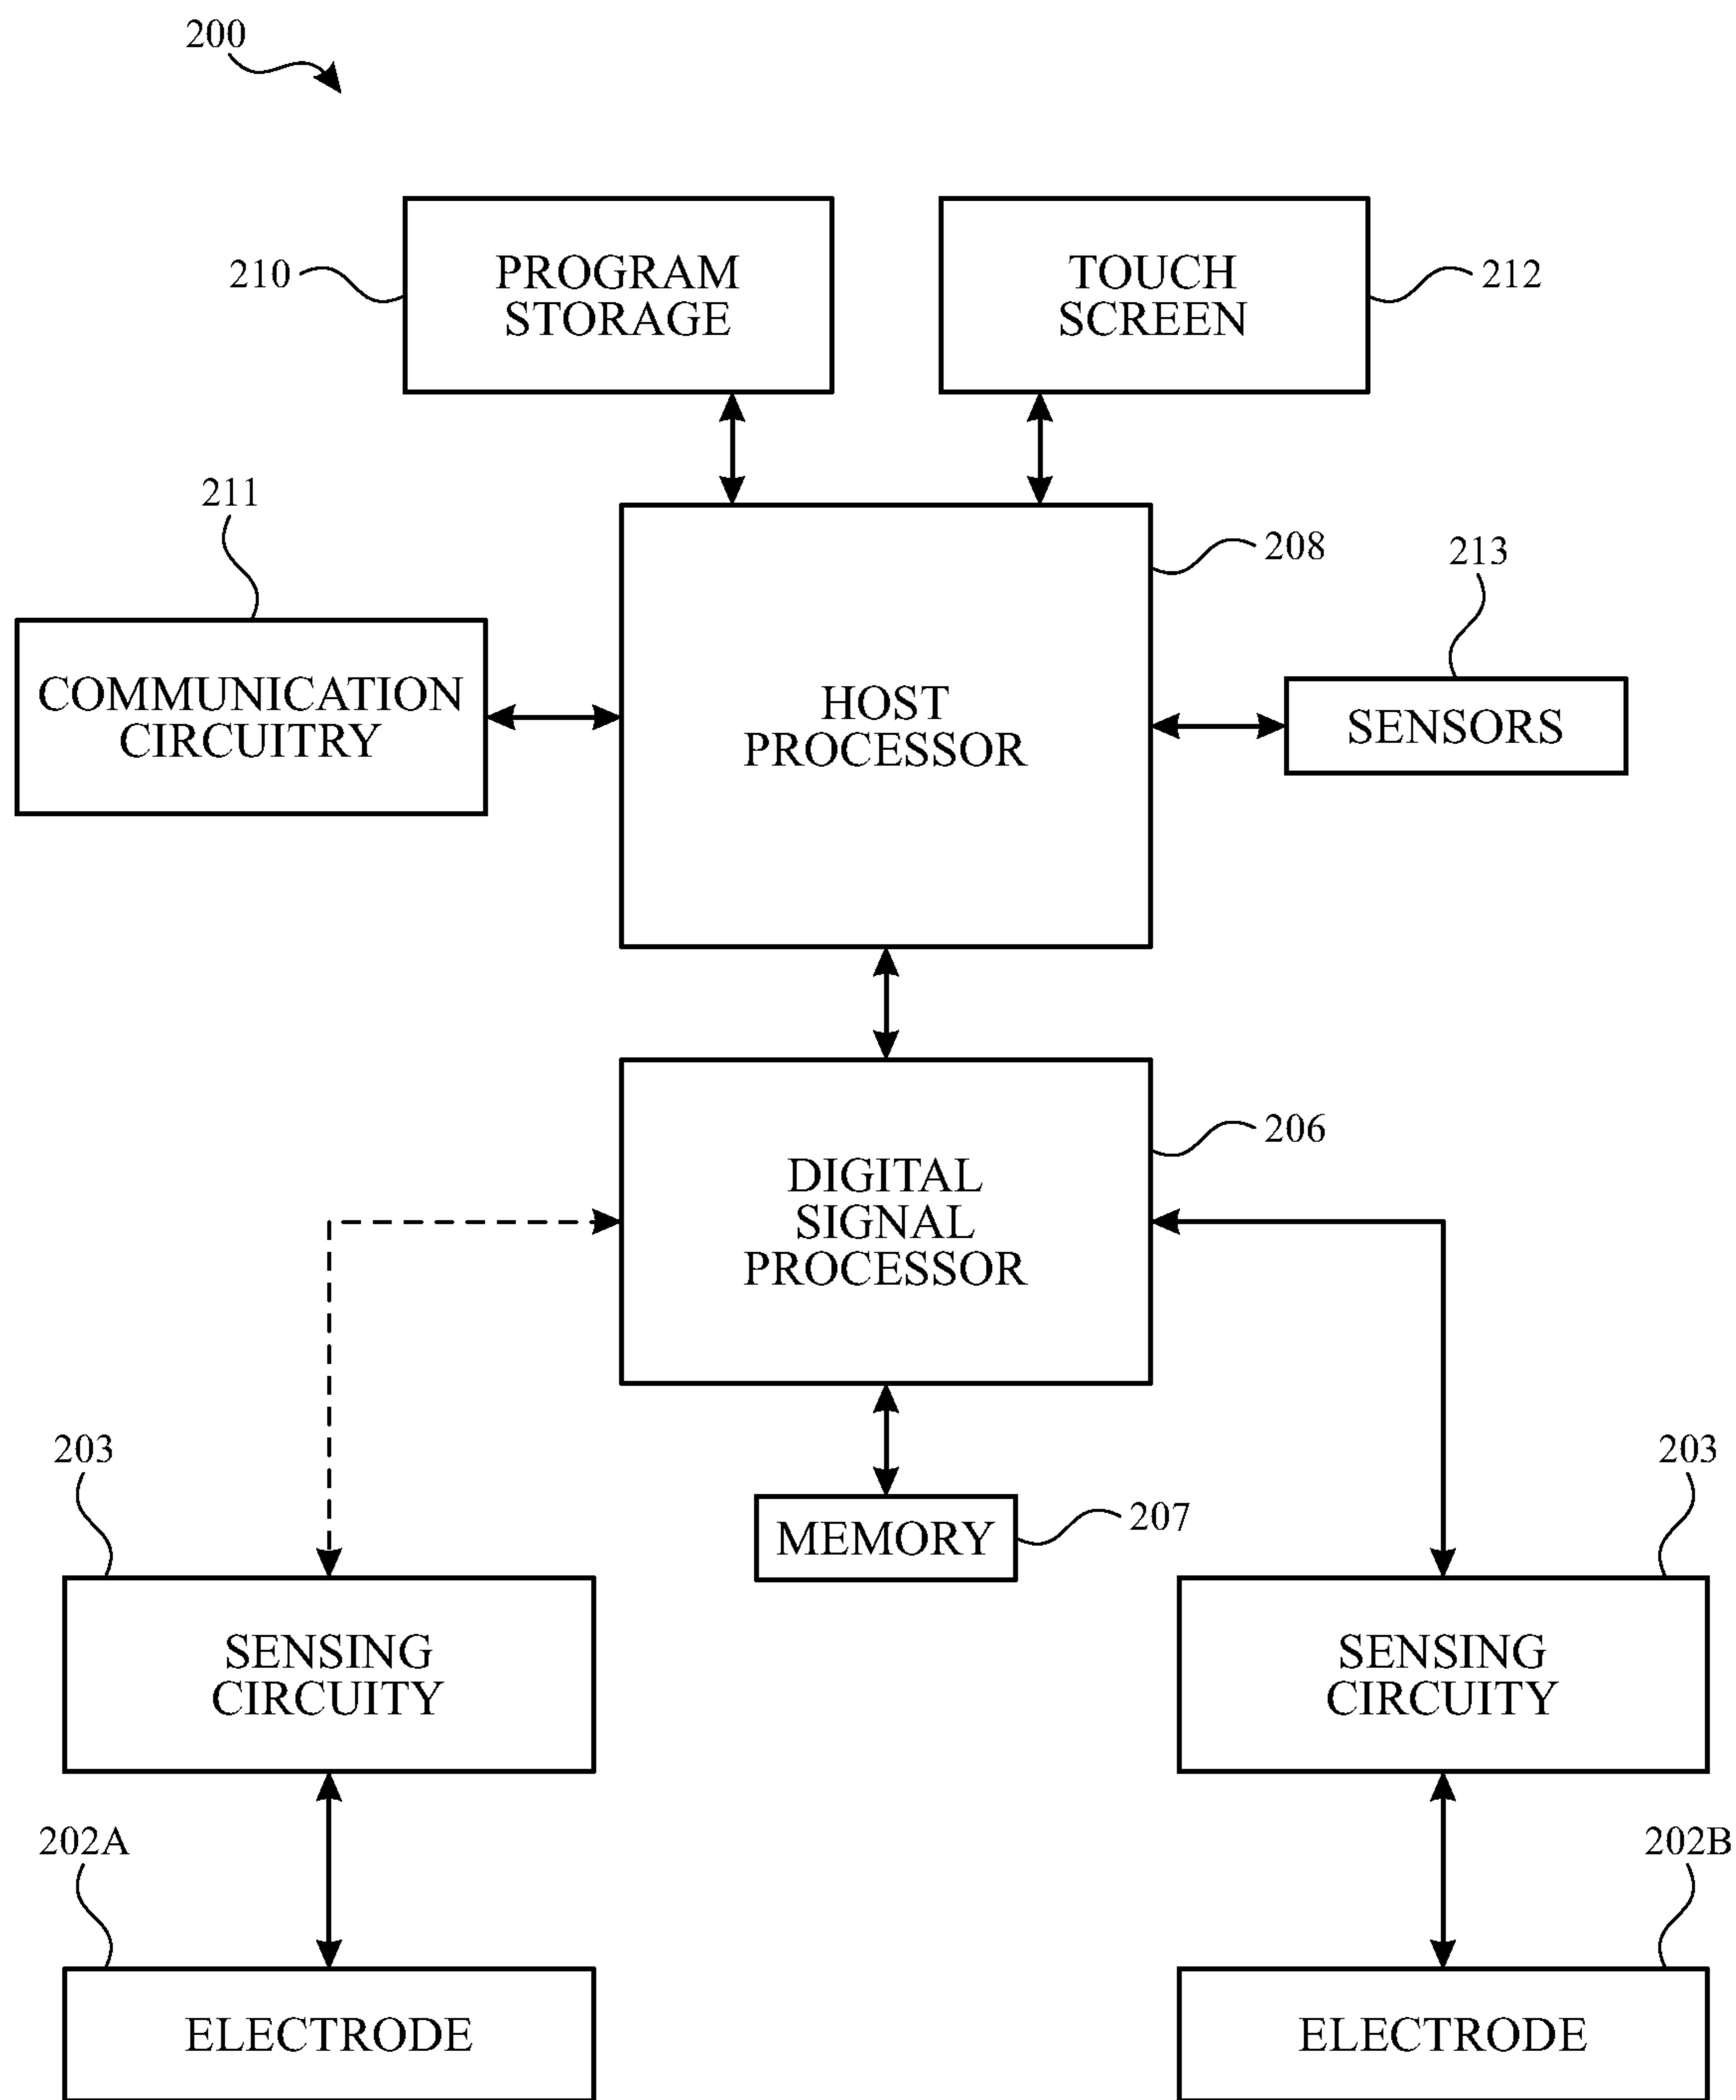 200
210
PROGRAM
STORAGE
TOUCH
SCREEN
212
211
208
213
COMMUNICATION
CIRCUITRY
HOST
PROCESSOR
SENSORS
206
DIGITAL
SIGNAL
PROCESSOR
203
203
207
MEMORY
SENSING
CIRCUITY
SENSING
CIRCUITY
202A
202B
ELECTRODE
ELECTRODE